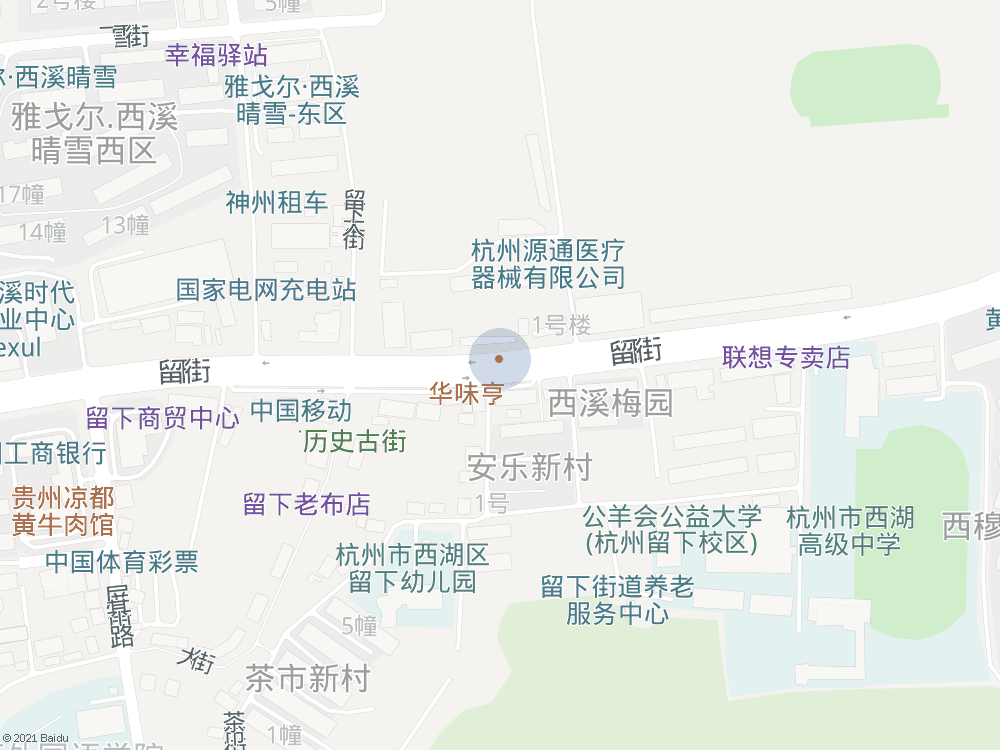 2号楼
5幢
雪街
幸福驿站
尔·西溪晴雪
雅戈尔·西溪
晴雪-东区
雅戈尔.西溪
晴雪西区
17幢
14幢
13幢
神州租车
留下街
杭州源通医疗
器械有限公司
国家电网充电站
溪时代
业中心
exul
1号楼
黄
留街
留街
联想专卖店
华味亨
西溪梅园
留下商贸中心
中国移动
历史古街
工商银行
安乐新村
贵州凉都
黄牛肉馆
留下老布店
1号
公羊会公益大学
(杭州留下校区)
杭州市西湖
高级中学
西穆
中国体育彩票
杭州市西湖区
留下幼儿园
留下街道养老
服务中心
路
5幢
大街
茶市新村
茶市街
1幢
外国语学院
© 2021 Baidu